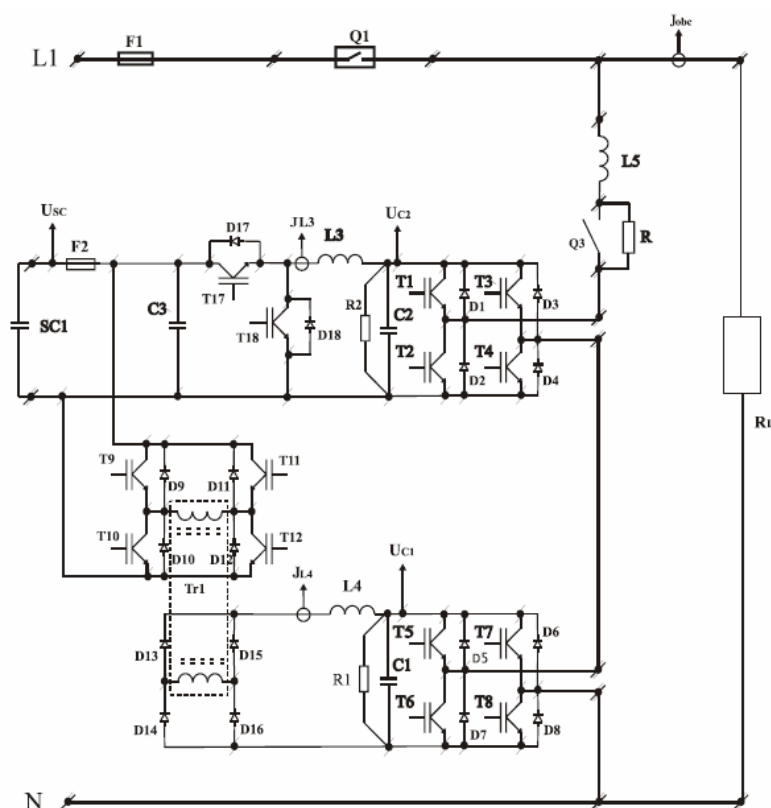 Jobc
F1
Q1
L1
L5
USC
D17
JL3
L3
UC2
F2
Q3
R
T1
T3
D1
D3
SC1
C3
T17
T18
D18
R2
C2
T2
T4
D2
D4
RL
T9
T11
D9
D11
T10
T12
D10
D12
Tr1
JL4
L4
UC1
T5
T7
D6
D13
D15
D5
R1
C1
T6
T8
D14
D16
D7
D8
N